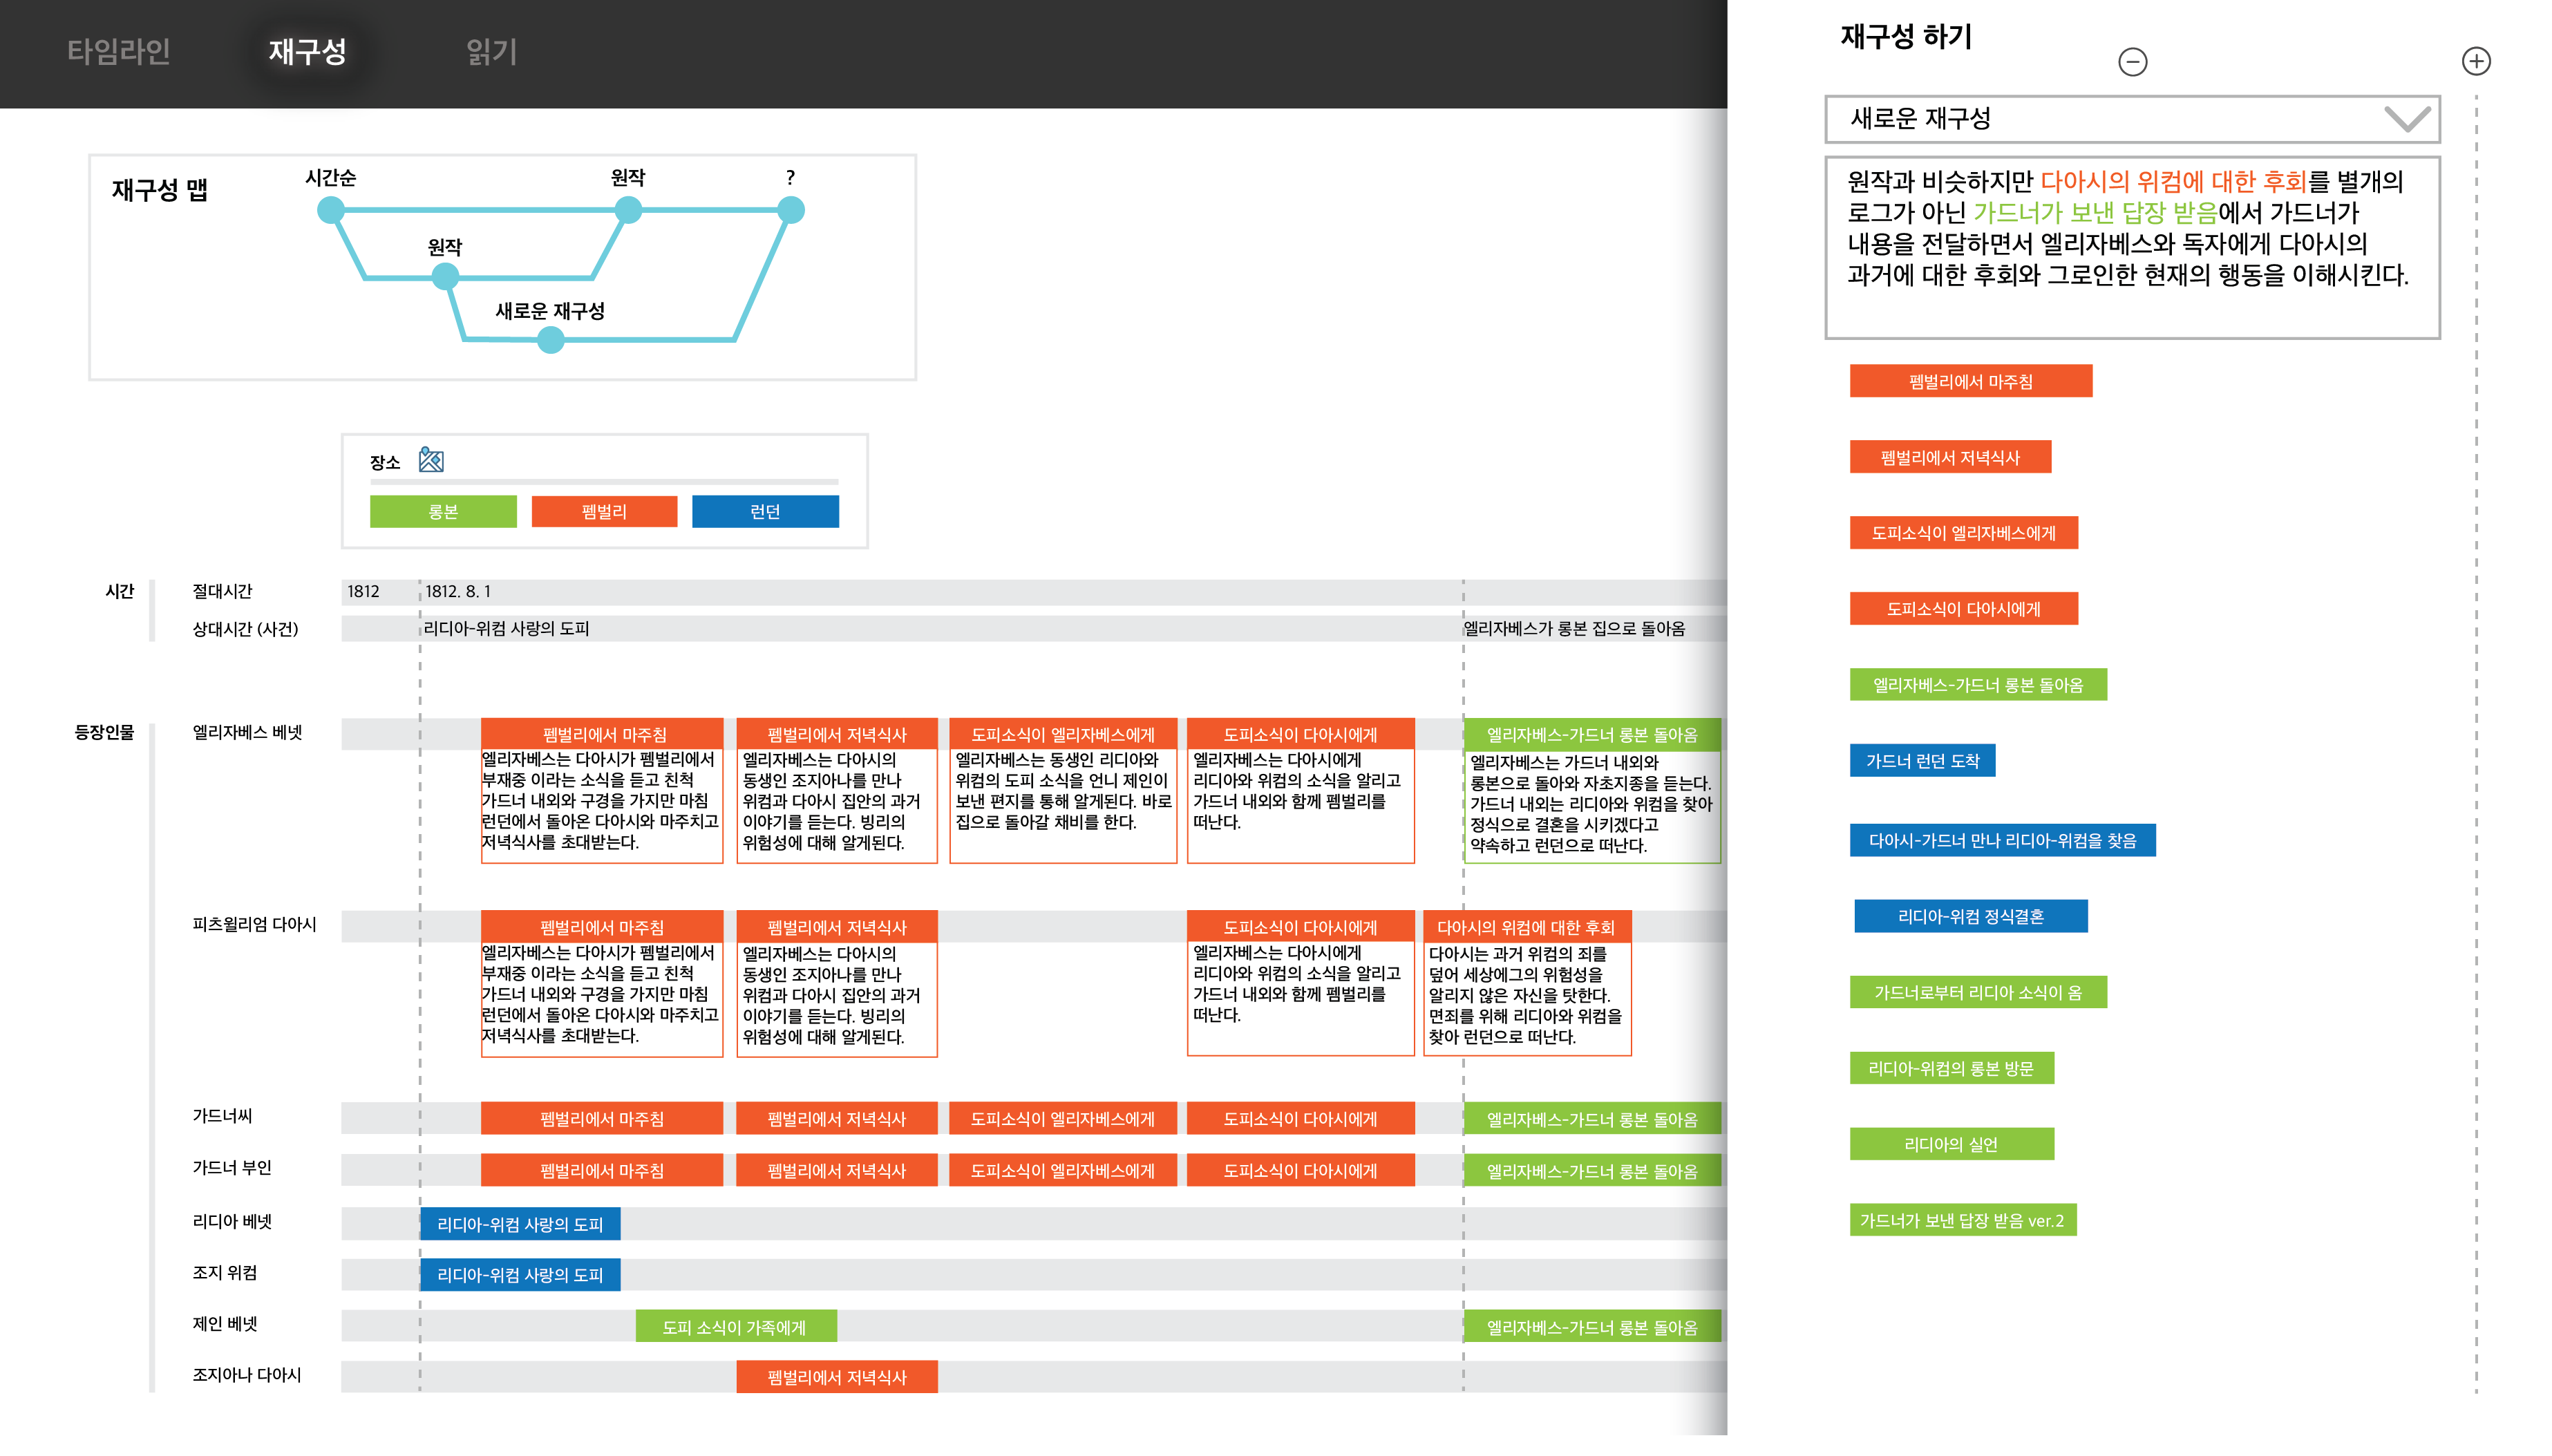 타임라인
재구성
읽기
재구성 맵
시간순
원작
?
원작
새로운 재구성
장소
롱본
펨벌리
런던
시간
절대시간
1812
1812. 8. 1
상대시간 (사건)
리디아-위컴 사랑의 도피
엘리자베스가 롱본 집으로 돌아옴
등장인물
엘리자베스 베넷
펨벌리에서 마주침
엘리자베스는 다아시가 펨벌리에서
부재중 이라는 소식을 듣고 친척
가드너 내외와 구경을 가지만 마침
런던에서 돌아온 다아시와 마주치고
저녁식사를 초대받는다.
펨벌리에서 저녁식사
엘리자베스는 다아시의
동생인 조지아나를 만나
위컴과 다아시 집안의 과거
이야기를 듣는다. 빙리의
위험성에 대해 알게된다.
도피소식이 엘리자베스에게
엘리자베스는 동생인 리디아와
위컴의 도피 소식을 언니 제인이
보낸 편지를 통해 알게된다. 바로
집으로 돌아갈 채비를 한다.
도피소식이 다아시에게
엘리자베스는 다아시에게
리디아와 위컴의 소식을 알리고
가드너 내외와 함께 펨벌리를
떠난다.
엘리자베스-가드너 롱본 돌아옴
엘리자베스는 가드너 내외와
롱본으로 돌아와 자초지종을 듣는다.
가드너 내외는 리디아와 위컴을 찾아
정식으로 결혼을 시키겠다고
약속하고 런던으로 떠난다.
피츠윌리엄 다아시
펨벌리에서 마주침
엘리자베스는 다아시가 펨벌리에서
부재중 이라는 소식을 듣고 친척
가드너 내외와 구경을 가지만 마침
런던에서 돌아온 다아시와 마주치고
저녁식사를 초대받는다.
펨벌리에서 저녁식사
엘리자베스는 다아시의
동생인 조지아나를 만나
위컴과 다아시 집안의 과거
이야기를 듣는다. 빙리의
위험성에 대해 알게된다.
도피소식이 다아시에게
엘리자베스는 다아시에게
리디아와 위컴의 소식을 알리고
가드너 내외와 함께 펨벌리를
떠난다.
다아시의 위컴에 대한 후회
다아시는 과거 위컴의 죄를
덮어 세상에그의 위험성을
알리지 않은 자신을 탓한다.
면죄를 위해 리디아와 위컴을
찾아 런던으로 떠난다.
가드너씨
펨벌리에서 마주침
펨벌리에서 저녁식사
도피소식이 엘리자베스에게
도피소식이 다아시에게
엘리자베스-가드너 롱본 돌아옴
가드너 부인
펨벌리에서 마주침
펨벌리에서 저녁식사
도피소식이 엘리자베스에게
도피소식이 다아시에게
엘리자베스-가드너 롱본 돌아옴
리디아 베넷
리디아-위컴 사랑의 도피
조지 위컴
리디아-위컴 사랑의 도피
제인 베넷
도피 소식이 가족에게
엘리자베스-가드너 롱본 돌아옴
조지아나 다아시
펨벌리에서 저녁식사
재구성 하기
새로운 재구성
원작과 비슷하지만 다아시의 위컴에 대한 후회를 별개의
로그가 아닌 가드너가 보낸 답장 받음에서 가드너가
내용을 전달하면서 엘리자베스와 독자에게 다아시의
과거에 대한 후회와 그로인한 현재의 행동을 이해시킨다.
펨벌리에서 마주침
펨벌리에서 저녁식사
도피소식이 엘리자베스에게
도피소식이 다아시에게
엘리자베스-가드너 롱본 돌아옴
가드너 런던 도착
다아시-가드너 만나 리디아-위컴을 찾음
리디아-위컴 정식결혼
가드너로부터 리디아 소식이 옴
리디아-위컴의 롱본 방문
리디아의 실언
가드너가 보낸 답장 받음 ver.2